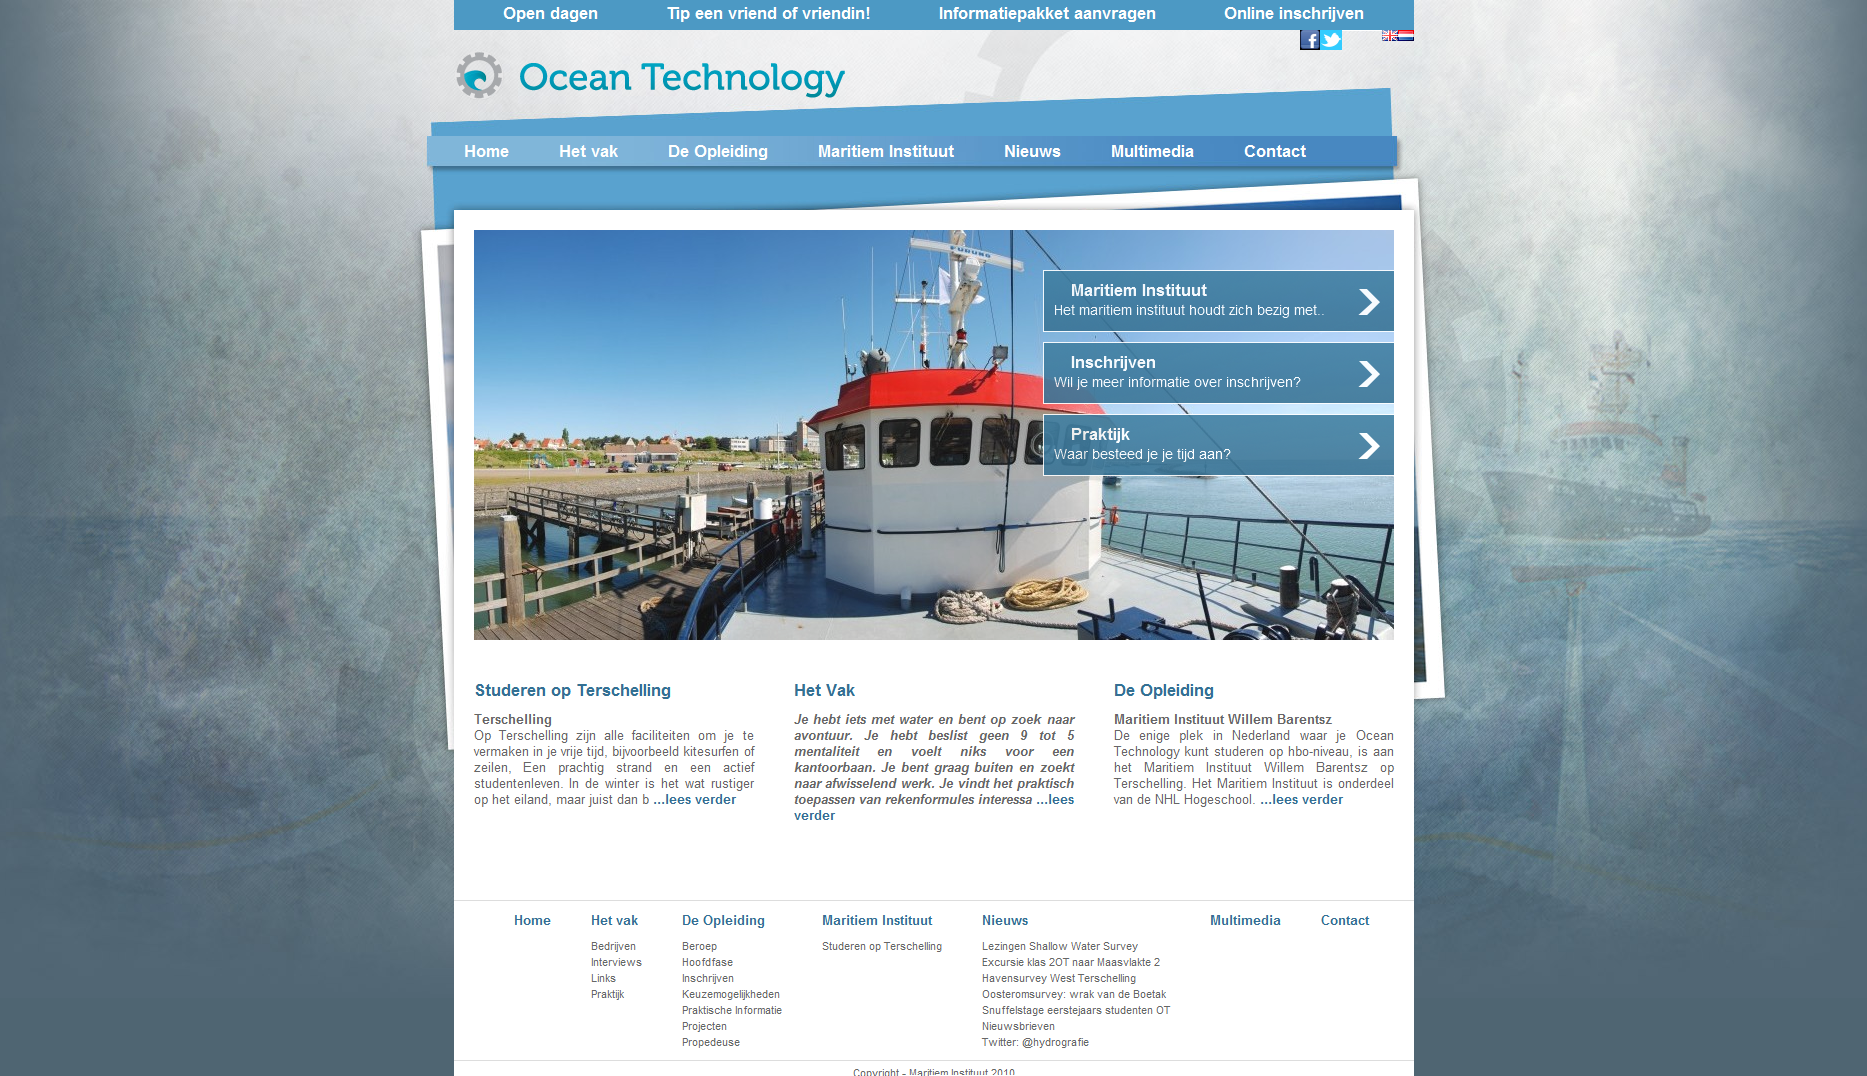 Open dagen Tip een vriend of vriendin! Informatiepakket aanvragen Online inschrijven
Ocean Technology
Home Het vak De Opleiding Maritiem Instituut Nieuws Multimedia Contact
FURUNO
Maritiem Instituut
Het maritiem instituut houdt zich bezig met..
Inschrijven
Wil je meer informatie over inschrijven?
Praktijk
Waar besteed je je tijd aan?
Studeren op Terschelling
Terschelling
Op Terschelling zijn alle faciliteiten om je te
vermaken in je vrije tijd, bijvoorbeeld kitesurfen of
zeilen, Een prachtig strand en een actief
studentenleven. In de winter is het wat rustiger
op het eiland, maar juist dan b ...lees verder
Het Vak
Je hebt iets met water en bent op zoek naar
avontuur. Je hebt beslist geen 9 tot 5
mentaliteit en voelt niks voor een
kantoorbaan. Je bent graag buiten en zoekt
naar afwisselend werk. Je vindt het praktisch
toepassen van rekenformules interessa ...lees
verder
De Opleiding
Maritiem Instituut Willem Barentsz
De enige plek in Nederland waar je Ocean
Technology kunt studeren op hbo-niveau, is aan
het Maritiem Instituut Willem Barentsz op
Terschelling. Het Maritiem Instituut is onderdeel
van de NHL Hogeschool. ...lees verder
Home
Het vak
Bedrijven
Interviews
Links
Praktijk
De Opleiding
Beroep
Hoofdfase
Inschrijven
Keuzemogelijkheden
Praktische Informatie
Projecten
Propedeuse
Maritiem Instituut
Studeren op Terschelling
Nieuws
Lezingen Shallow Water Survey
Excursie klas 2OT naar Maasvlakte 2
Havensurvey West Terschelling
Oosteromsurvey: wrak van de Boetak
Snuffelstage eerstejaars studenten OT
Nieuwsbrieven
Twitter: @hydrografie
Multimedia
Contact
Copyright - Maritiem Instituut 2010